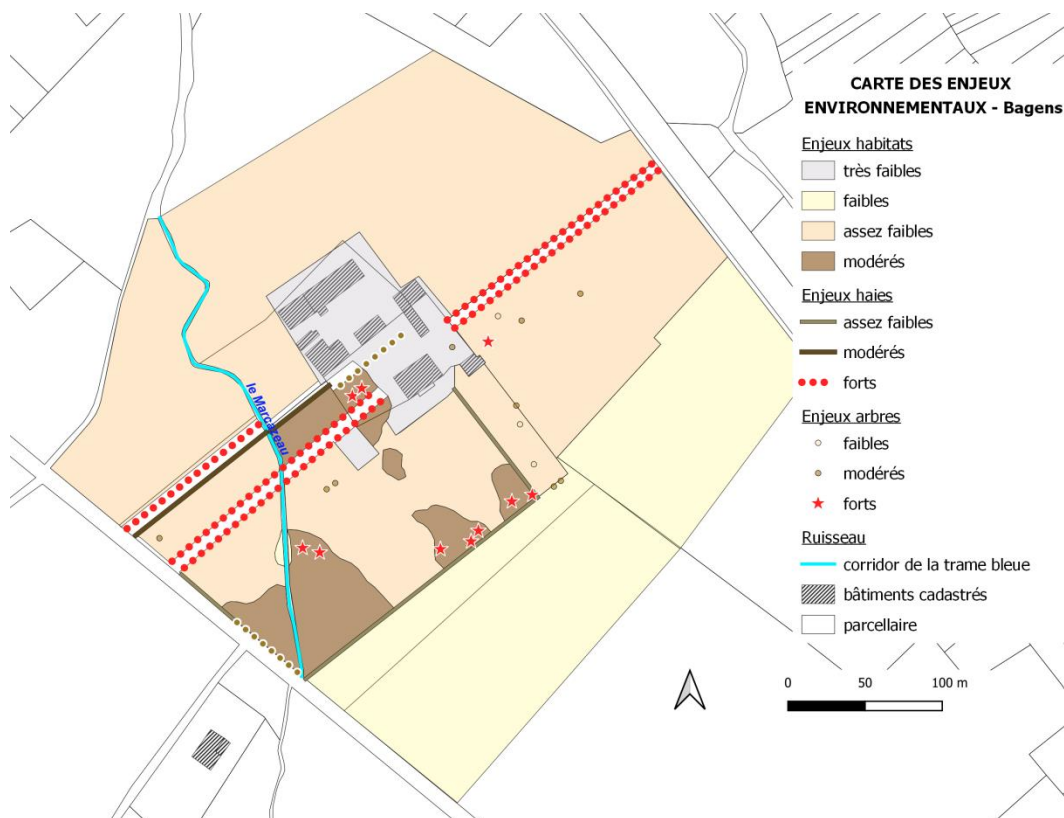 CARTE DES ENJEUX
ENVIRONNEMENTAUX - Bagens
Enjeux habitats
très faibles
faibles
assez faibles
modérés
Enjeux haies
assez faibles
modérés
forts
Enjeux arbres
faibles
modérés
forts
Ruisseau
corridor de la trame bleue
bâtiments cadastrés
parcellaire
0 50 100 m
le Marcazeau